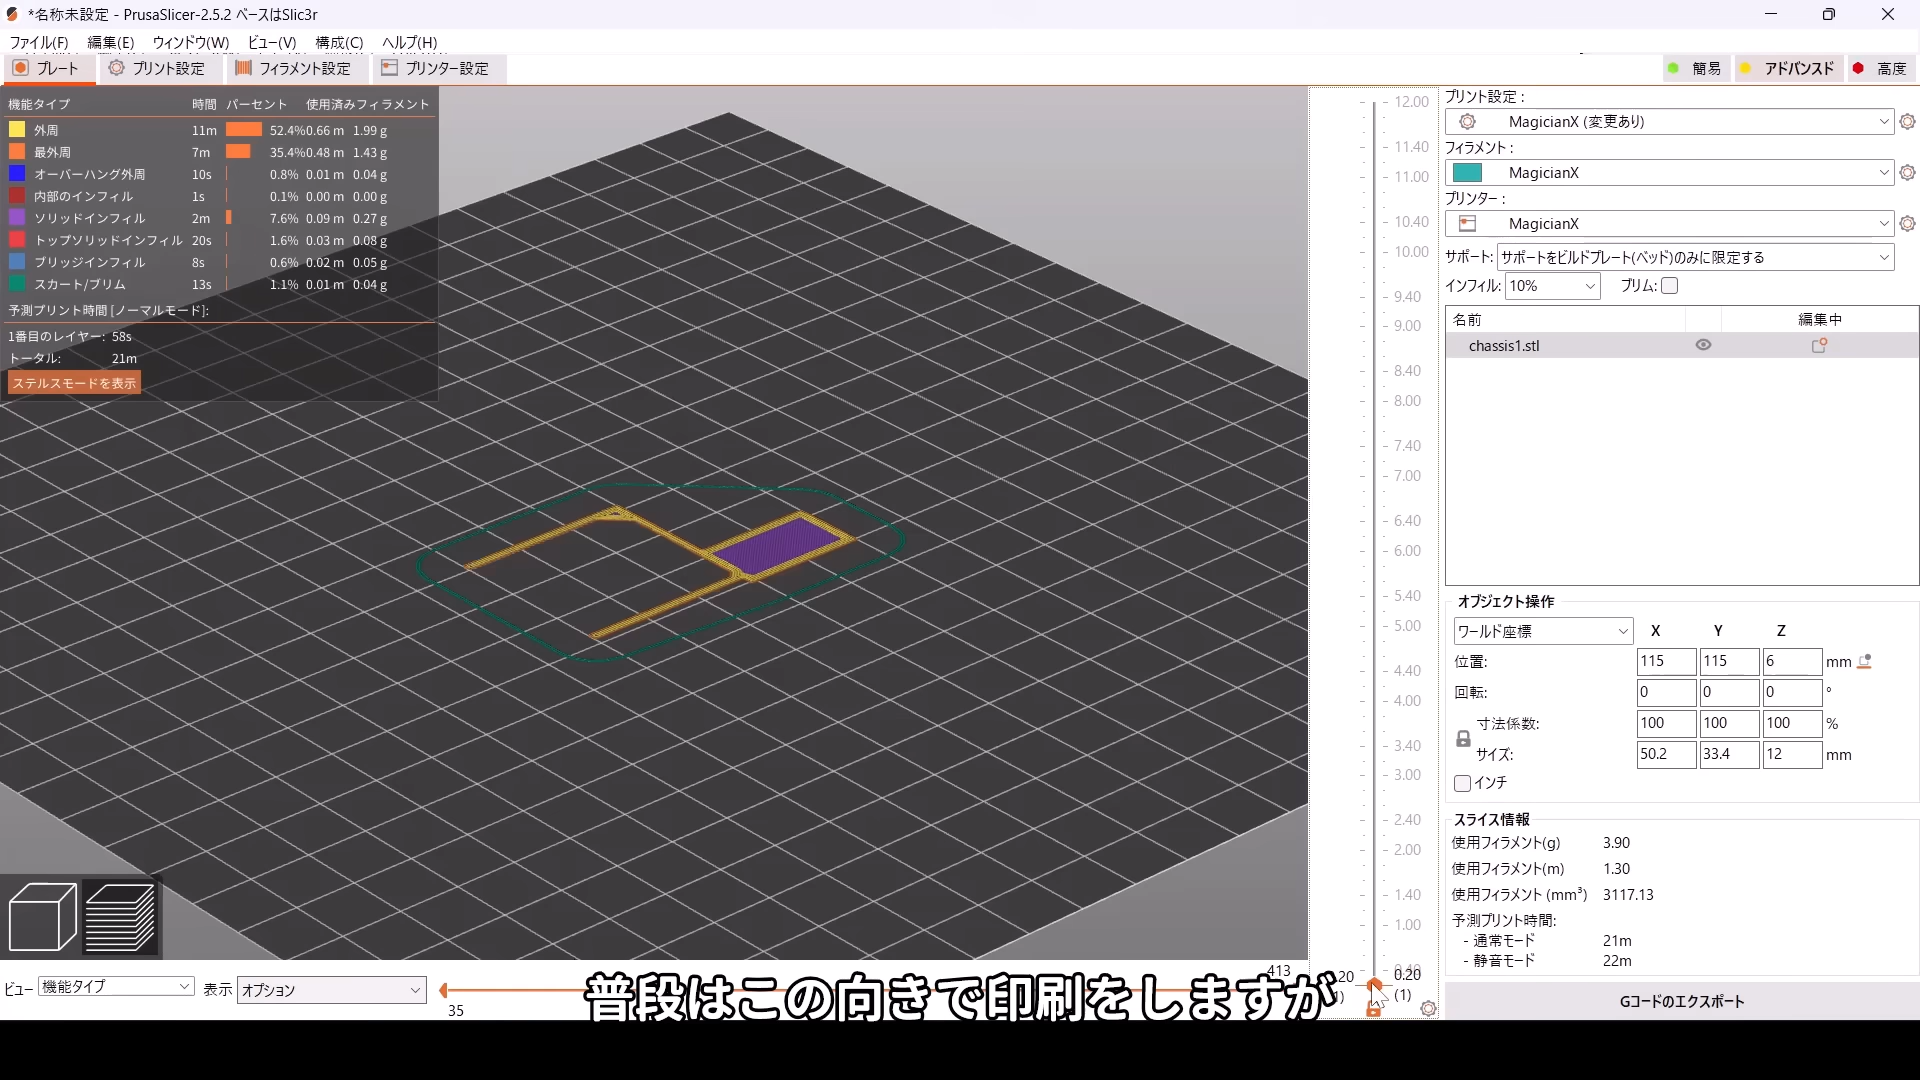 *名称未設定 - PrusaSlicer-2.5.2 ベースはSlic3r
ファイル(F) 編集(E) ウィンドウ(W) ビュー(V) 構成(C) ヘルプ(H)
プレート プリント設定 フィラメント設定 プリンター設定 簡易 アドバンスド 高度
機能タイプ 時間 パーセント 使用済みフィラメント
外周 11m 52.4% 0.66 m 1.99 g
最外周 7m 35.4% 0.48 m 1.43 g
オーバーハング外周 10s 0.8% 0.01 m 0.04 g
内部のインフィル 1s 0.1% 0.00 m 0.00 g
ソリッドインフィル 2m 7.6% 0.09 m 0.27 g
トップソリッドインフィル 20s 1.6% 0.03 m 0.08 g
ブリッジインフィル 8s 0.6% 0.02 m 0.05 g
スカート/ブリム 13s 1.1% 0.01 m 0.04 g
予測プリント時間 [ノーマルモード]:
1番目のレイヤー: 58s
トータル: 21m
ステルスモードを表示
12.00
11.40
11.00
10.40
10.00
9.40
9.00
8.40
8.00
7.40
7.00
6.40
6.00
5.40
5.00
4.40
4.00
3.40
3.00
2.40
2.00
1.40
1.00
0.40
0.20
(1)
プリント設定 :
MagicianX (変更あり)
フィラメント :
MagicianX
プリンター :
MagicianX
サポート: サポートをビルドプレート(ベッド)のみに限定する
インフィル: 10% ブリム:
名前 編集中
chassis1.stl
オブジェクト操作
ワールド座標 X Y Z
位置: 115 115 6 mm
回転: 0 0 0 °
寸法係数: 100 100 100 %
サイズ: 50.2 33.4 12 mm
インチ
スライス情報
使用フィラメント(g) 3.90
使用フィラメント(m) 1.30
使用フィラメント (mm³) 3117.13
予測プリント時間:
- 通常モード 21m
- 静音モード 22m
Gコードのエクスポート
ビュー 機能タイプ 表示 オプション
35
413
普段はこの向きで印刷をしますが